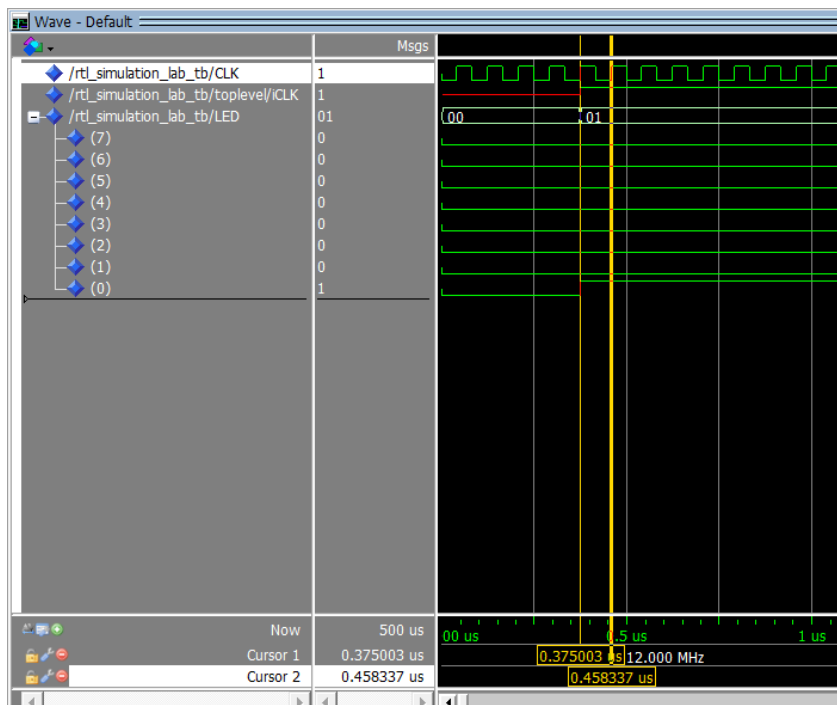 Wave - Default
Msgs
/rtl_simulation_lab_tb/CLK 1
/rtl_simulation_lab_tb/toplevel/iCLK 1
/rtl_simulation_lab_tb/LED 01 00 01
(7) 0
(6) 0
(5) 0
(4) 0
(3) 0
(2) 0
(1) 0
(0) 1
Now 500 us 00 us 0.5 us 1 us
Cursor 1 0.375003 us 0.375003 us 12.000 MHz
Cursor 2 0.458337 us 0.458337 us